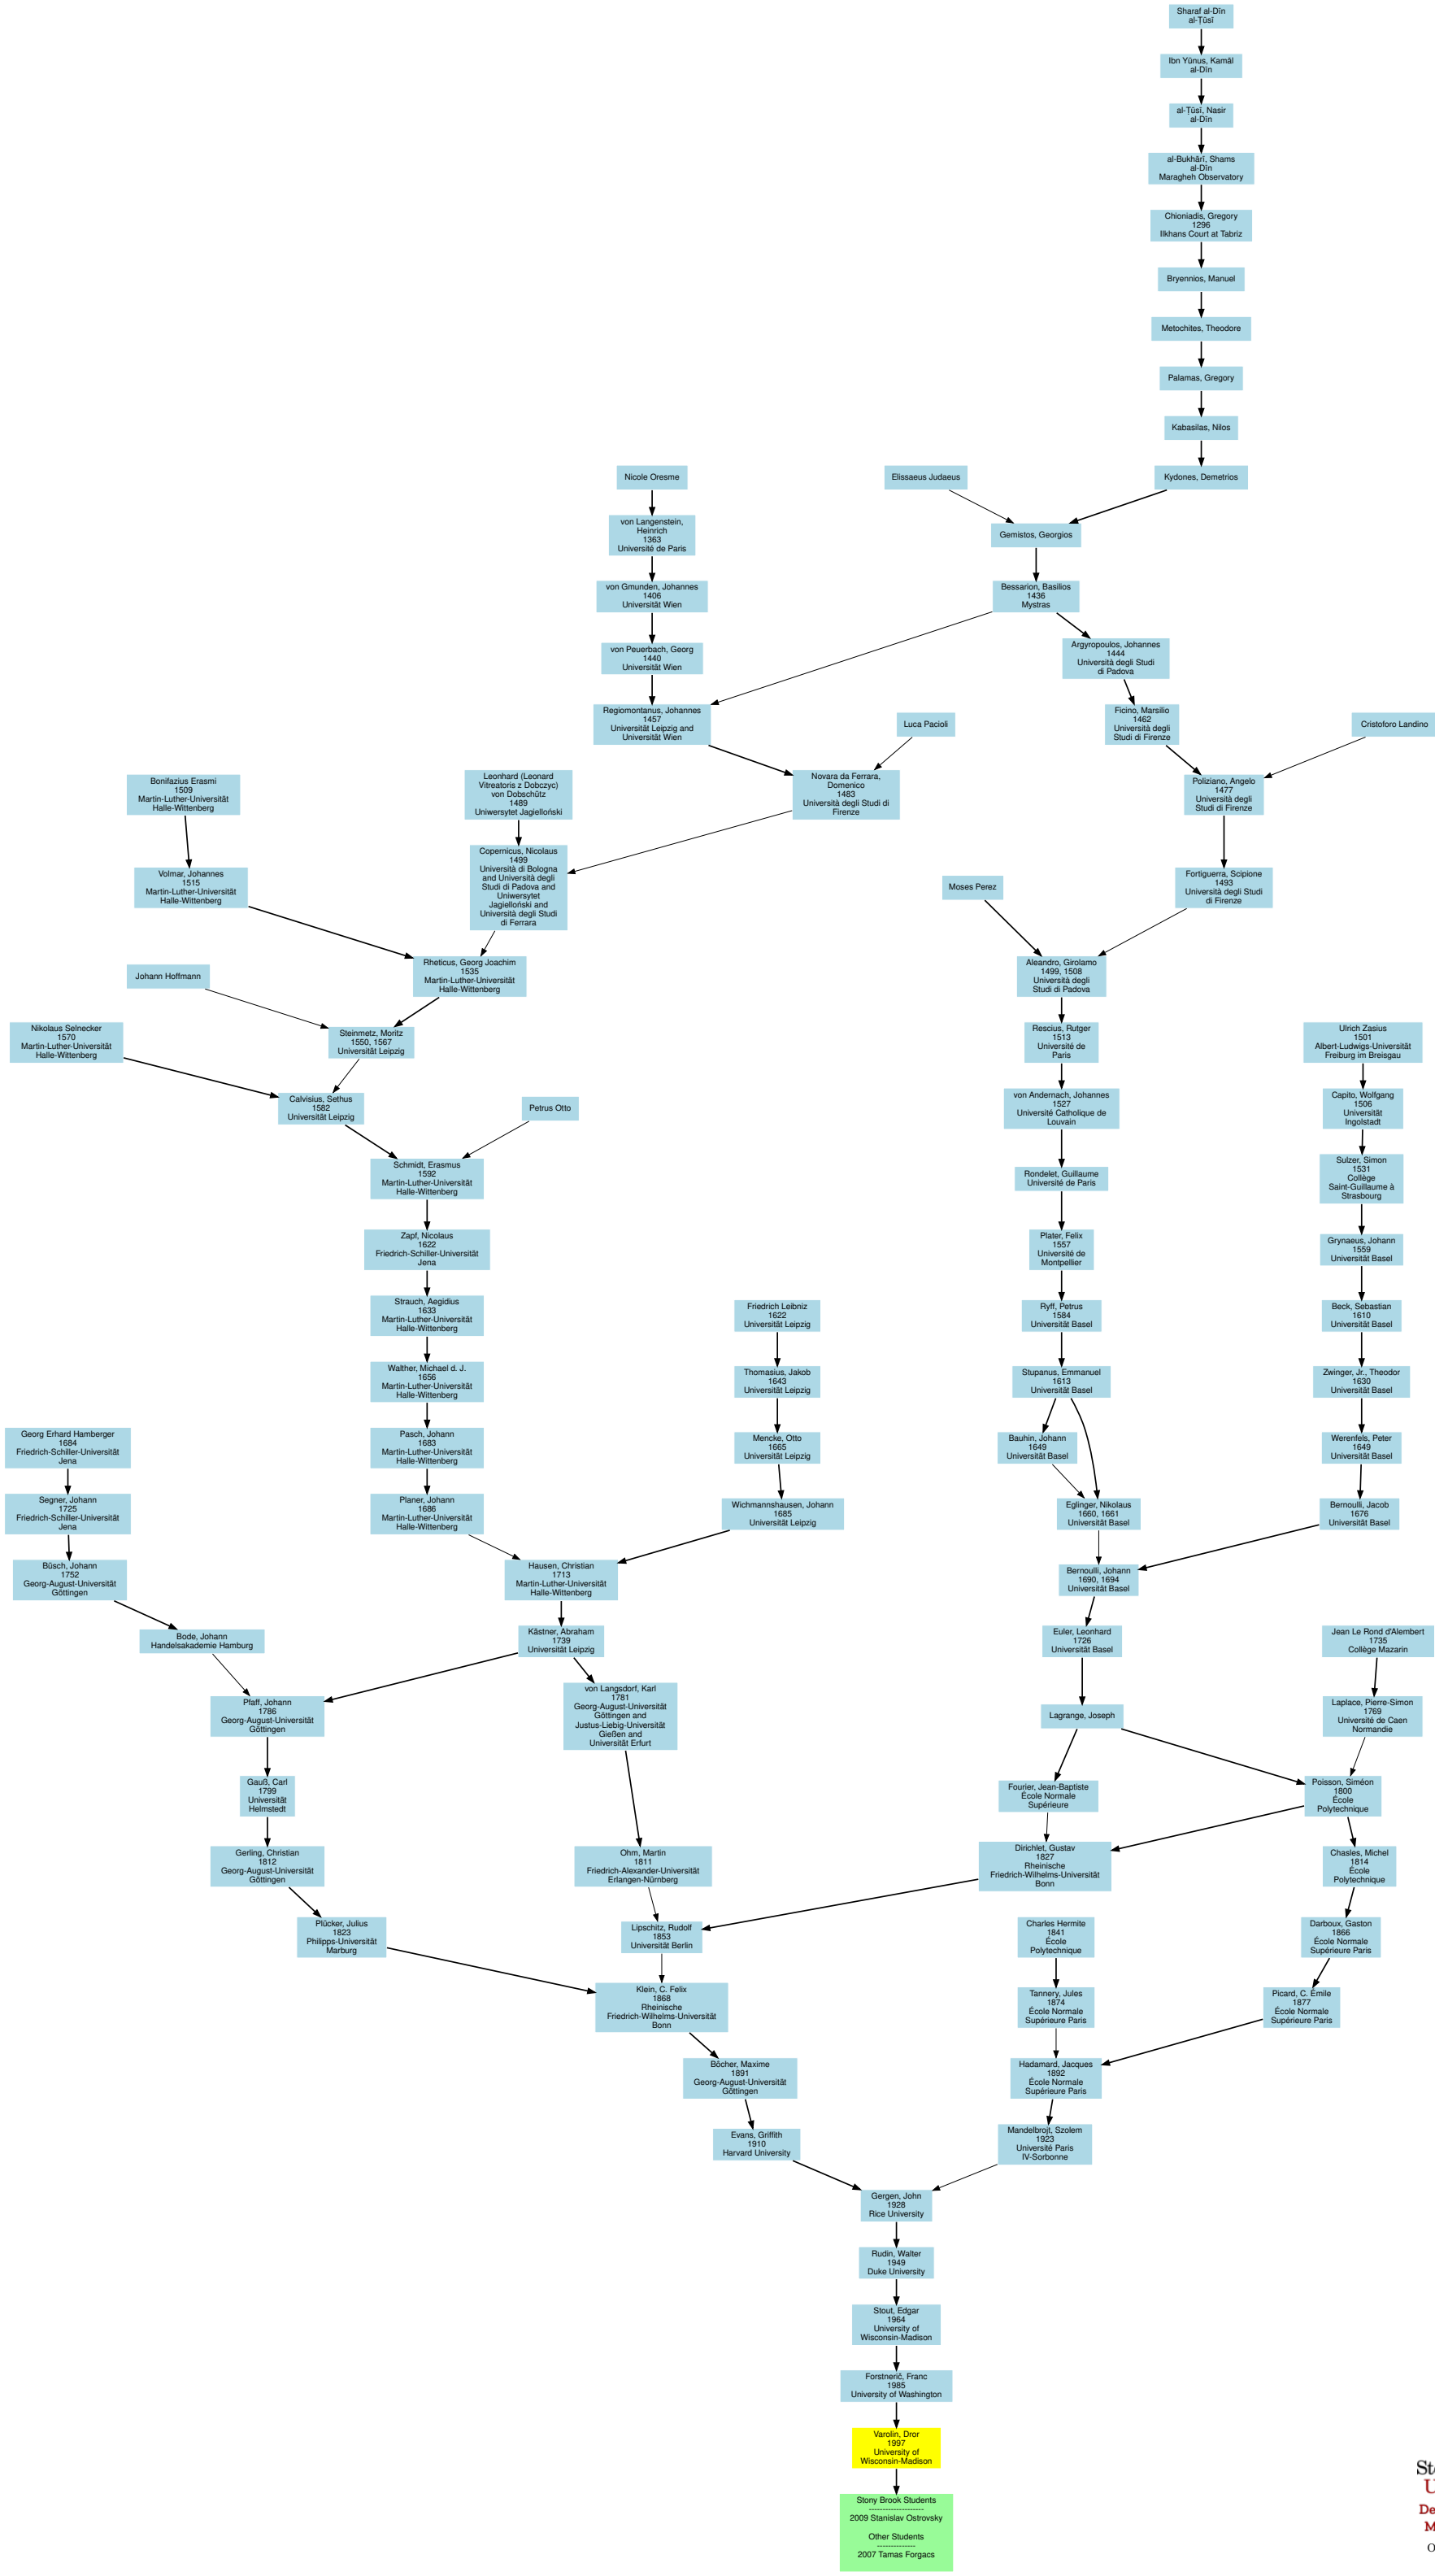 Sharaf al-Dīn
al-Ṭūsī
Ibn Yūnus, Kamāl
al-Dīn
al-Ṭūsī, Nasir
al-Dīn
al-Bukhārī, Shams
al-Dīn
Maragheh Observatory
Chioniadis, Gregory
1296
Ilkhans Court at Tabriz
Bryennios, Manuel
Metochites, Theodore
Palamas, Gregory
Kabasilas, Nilos
Nicole Oresme
Elissaeus Judaeus
Kydones, Demetrios
von Langenstein,
Heinrich
1363
Université de Paris
Gemistos, Georgios
von Gmunden, Johannes
1406
Universität Wien
Bessarion, Basilios
1436
Mystras
von Peuerbach, Georg
1440
Universität Wien
Argyropoulos, Johannes
1444
Università degli Studi
di Padova
Regiomontanus, Johannes
1457
Universität Leipzig and
Universität Wien
Luca Pacioli
Ficino, Marsilio
1462
Università degli
Studi di Firenze
Cristoforo Landino
Bonifazius Erasmi
1509
Martin-Luther-Universität
Halle-Wittenberg
Leonhard (Leonard
Vitreatoris z Dobczyc)
von Dobschütz
1489
Uniwersytet Jagielloński
Novara da Ferrara,
Domenico
1483
Università degli Studi di
Firenze
Poliziano, Angelo
1477
Università degli
Studi di Firenze
Volmar, Johannes
1515
Martin-Luther-Universität
Halle-Wittenberg
Copernicus, Nicolaus
1499
Università di Bologna
and Università degli
Studi di Padova and
Uniwersytet
Jagielloński and
Università degli Studi
di Ferrara
Moses Perez
Fortiguerra, Scipione
1493
Università degli Studi
di Firenze
Johann Hoffmann
Rheticus, Georg Joachim
1535
Martin-Luther-Universität
Halle-Wittenberg
Aleandro, Girolamo
1499, 1508
Università degli
Studi di Padova
Nikolaus Selnecker
1570
Martin-Luther-Universität
Halle-Wittenberg
Steinmetz, Moritz
1550, 1567
Universität Leipzig
Rescius, Rutger
1513
Université de
Paris
Ulrich Zasius
1501
Albert-Ludwigs-Universität
Freiburg im Breisgau
Calvisius, Sethus
1582
Universität Leipzig
Petrus Otto
von Andernach, Johannes
1527
Université Catholique de
Louvain
Capito, Wolfgang
1506
Universität
Ingolstadt
Schmidt, Erasmus
1592
Martin-Luther-Universität
Halle-Wittenberg
Rondelet, Guillaume
Université de Paris
Sulzer, Simon
1531
Collège
Saint-Guillaume à
Strasbourg
Zapf, Nicolaus
1622
Friedrich-Schiller-Universität
Jena
Plater, Felix
1557
Université de
Montpellier
Grynaeus, Johann
1559
Universität Basel
Strauch, Aegidius
1633
Martin-Luther-Universität
Halle-Wittenberg
Friedrich Leibniz
1622
Universität Leipzig
Ryff, Petrus
1584
Universität Basel
Beck, Sebastian
1610
Universität Basel
Walther, Michael d. J.
1656
Martin-Luther-Universität
Halle-Wittenberg
Thomasius, Jakob
1643
Universität Leipzig
Stupanus, Emmanuel
1613
Universität Basel
Zwinger, Jr., Theodor
1630
Universität Basel
Georg Erhard Hamberger
1684
Friedrich-Schiller-Universität
Jena
Pasch, Johann
1683
Martin-Luther-Universität
Halle-Wittenberg
Mencke, Otto
1665
Universität Leipzig
Bauhin, Johann
1649
Universität Basel
Werenfels, Peter
1649
Universität Basel
Segner, Johann
1725
Friedrich-Schiller-Universität
Jena
Planer, Johann
1686
Martin-Luther-Universität
Halle-Wittenberg
Wichmannshausen, Johann
1685
Universität Leipzig
Eglinger, Nikolaus
1660, 1661
Universität Basel
Bernoulli, Jacob
1676
Universität Basel
Büsch, Johann
1752
Georg-August-Universität
Göttingen
Hausen, Christian
1713
Martin-Luther-Universität
Halle-Wittenberg
Bernoulli, Johann
1690, 1694
Universität Basel
Bode, Johann
Handelsakademie Hamburg
Kästner, Abraham
1739
Universität Leipzig
Euler, Leonhard
1726
Universität Basel
Jean Le Rond d'Alembert
1735
Collège Mazarin
Pfaff, Johann
1786
Georg-August-Universität
Göttingen
von Langsdorf, Karl
1781
Georg-August-Universität
Göttingen and
Justus-Liebig-Universität
Gießen and
Universität Erfurt
Lagrange, Joseph
Laplace, Pierre-Simon
1769
Université de Caen
Normandie
Gauß, Carl
1799
Universität
Helmstedt
Fourier, Jean-Baptiste
École Normale
Supérieure
Poisson, Siméon
1800
École
Polytechnique
Gerling, Christian
1812
Georg-August-Universität
Göttingen
Ohm, Martin
1811
Friedrich-Alexander-Universität
Erlangen-Nürnberg
Dirichlet, Gustav
1827
Rheinische
Friedrich-Wilhelms-Universität
Bonn
Chasles, Michel
1814
École
Polytechnique
Plücker, Julius
1823
Philipps-Universität
Marburg
Lipschitz, Rudolf
1853
Universität Berlin
Charles Hermite
1841
École
Polytechnique
Darboux, Gaston
1866
École Normale
Supérieure Paris
Klein, C. Felix
1868
Rheinische
Friedrich-Wilhelms-Universität
Bonn
Tannery, Jules
1874
École Normale
Supérieure Paris
Picard, C. Émile
1877
École Normale
Supérieure Paris
Böcher, Maxime
1891
Georg-August-Universität
Göttingen
Hadamard, Jacques
1892
École Normale
Supérieure Paris
Evans, Griffith
1910
Harvard University
Mandelbrojt, Szolem
1923
Université Paris
IV-Sorbonne
Gergen, John
1928
Rice University
Rudin, Walter
1949
Duke University
Stout, Edgar
1964
University of
Wisconsin-Madison
Forstnerič, Franc
1985
University of Washington
Varolin, Dror
1997
University of
Wisconsin-Madison
Stony Brook Students
--------------------
2009 Stanislav Ostrovsky
Other Students
--------------
2007 Tamas Forgacs